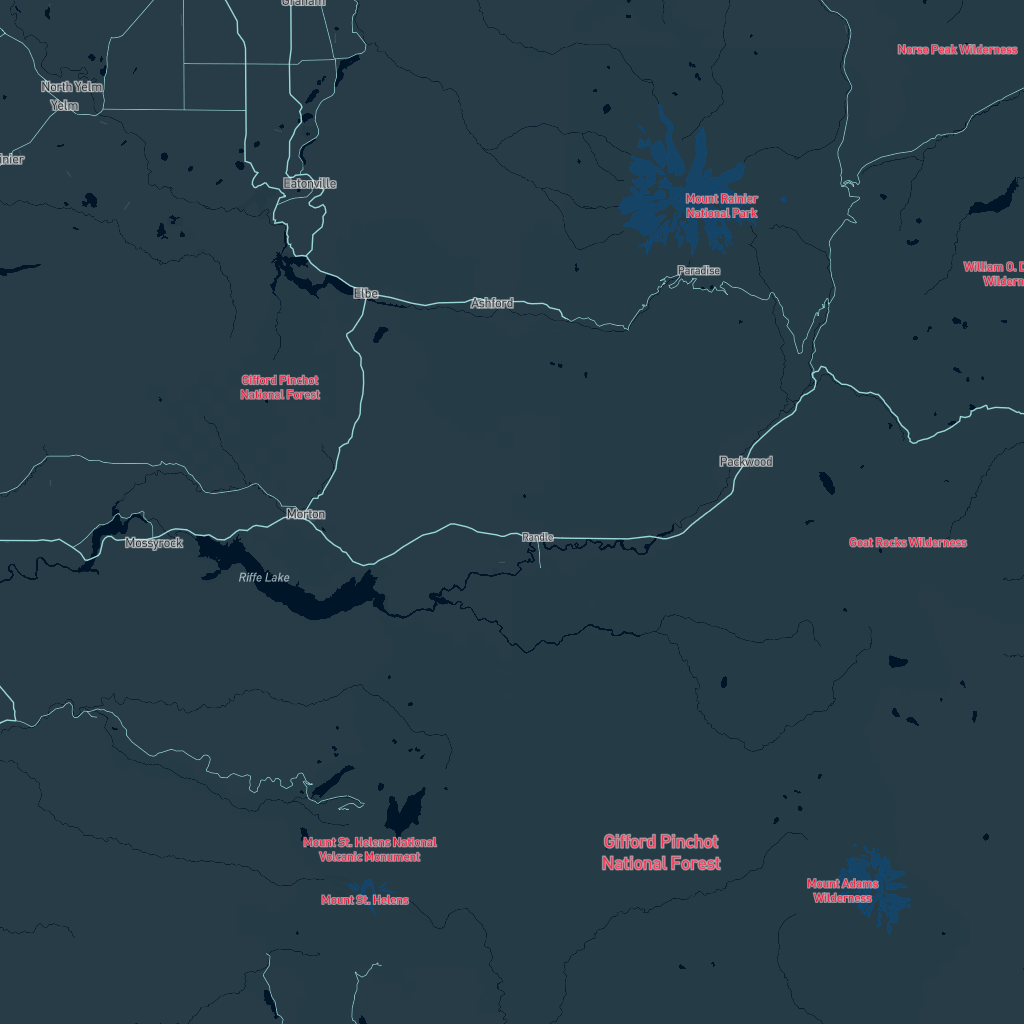 Graham
Norse Peak Wilderness
North Yelm
Yelm
inier
Eatonville
Mount Rainier
National Park
Paradise
William O. D
Wildern
Elbe
Ashford
Gifford Pinchot
National Forest
Packwood
Morton
Mossyrock
Randle
Goat Rocks Wilderness
Riffe Lake
Mount St. Helens National
Volcanic Monument
Gifford Pinchot
National Forest
Mount St. Helens
Mount Adams
Wilderness